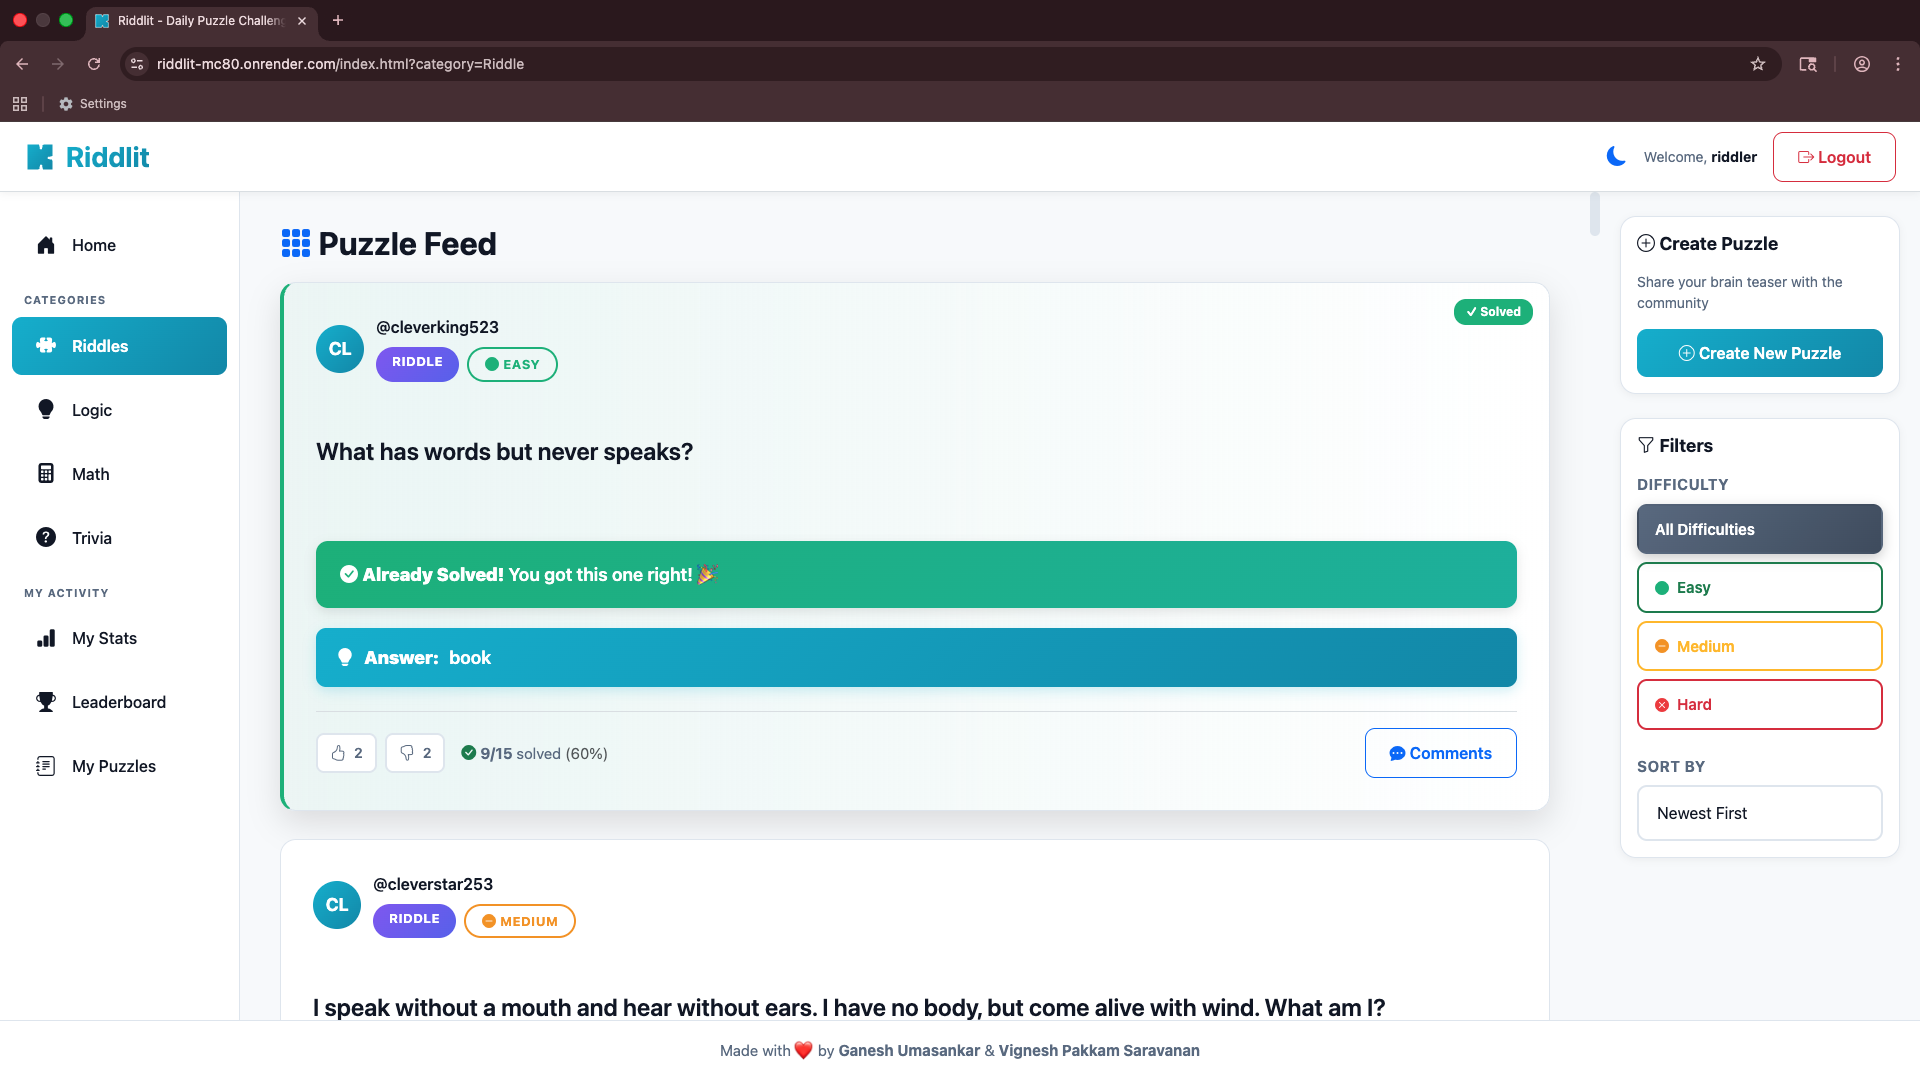 Riddlit - Daily Puzzle Challeng
riddlit-mc80.onrender.com/index.html?category=Riddle
Settings
Riddlit
Welcome, riddler
Logout
Home
CATEGORIES
Riddles
Logic
Math
Trivia
MY ACTIVITY
My Stats
Leaderboard
My Puzzles
Puzzle Feed
Solved
CL
@cleverking523
RIDDLE
EASY
What has words but never speaks?
Already Solved! You got this one right! 🎉
Answer: book
2
2
9/15 solved (60%)
Comments
CL
@cleverstar253
RIDDLE
MEDIUM
I speak without a mouth and hear without ears. I have no body, but come alive with wind. What am I?
Create Puzzle
Share your brain teaser with the
community
Create New Puzzle
Filters
DIFFICULTY
All Difficulties
Easy
Medium
Hard
SORT BY
Newest First
Made with ❤️ by Ganesh Umasankar & Vignesh Pakkam Saravanan